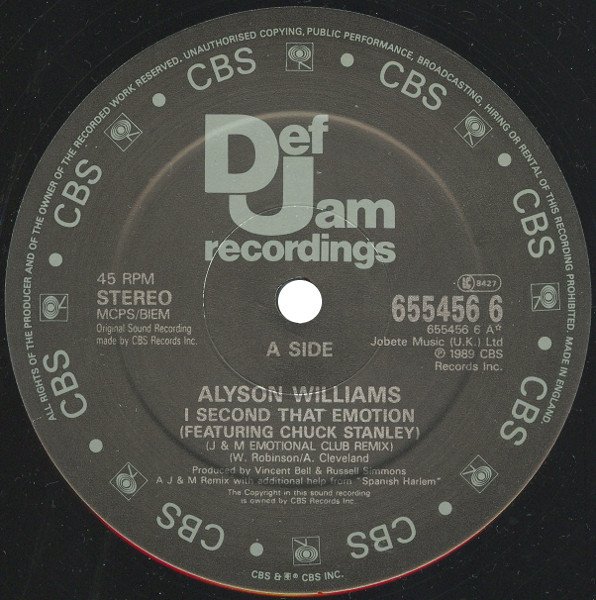 ALL RIGHTS OF THE PRODUCER AND OF THE OWNER OF THE RECORDED WORK RESERVED. UNAUTHORISED COPYING, PUBLIC PERFORMANCE, BROADCASTING, HIRING OR RENTAL OF THIS RECORDING PROHIBITED. MADE IN ENGLAND.
CBS
CBS
CBS
CBS
CBS
CBS
CBS
CBS
CBS
Def
Jam
recordings
45 RPM
STEREO
MCPS/BIEM
Original Sound Recording
made by CBS Records Inc.
LC 8427
655456 6
655456 6 A☆
Jobete Music (U.K.) Ltd
℗ 1989 CBS
Records Inc.
A SIDE
ALYSON WILLIAMS
I SECOND THAT EMOTION
(FEATURING CHUCK STANLEY)
(J & M EMOTIONAL CLUB REMIX)
(W. Robinson/A. Cleveland
Produced by Vincent Bell & Russell Simmons
A J & M Remix with additional help from "Spanish Harlem"
The Copyright in this sound recording
is owned by CBS Records Inc.
CBS & ® CBS INC.